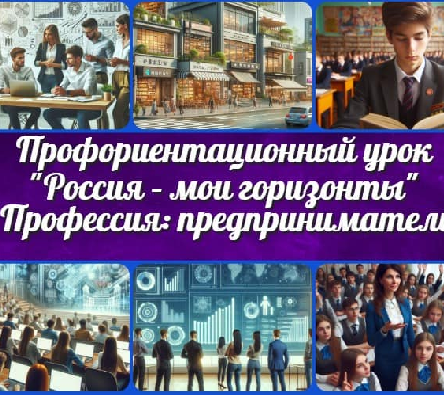 Профориентационный урок
"Россия - мои горизонты"
Профессия: предприниматель